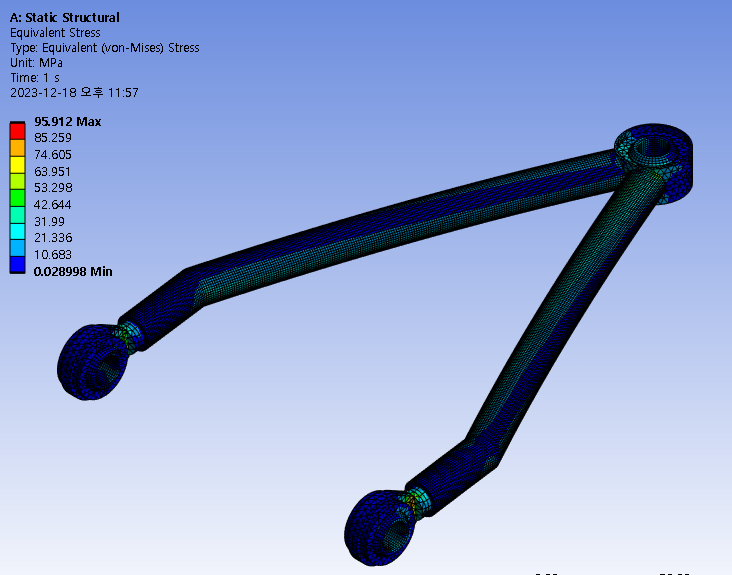 A: Static Structural
Equivalent Stress
Type: Equivalent (von-Mises) Stress
Unit: MPa
Time: 1 s
2023-12-18 오후 11:57
95.912 Max
85.259
74.605
63.951
53.298
42.644
31.99
21.336
10.683
0.028998 Min